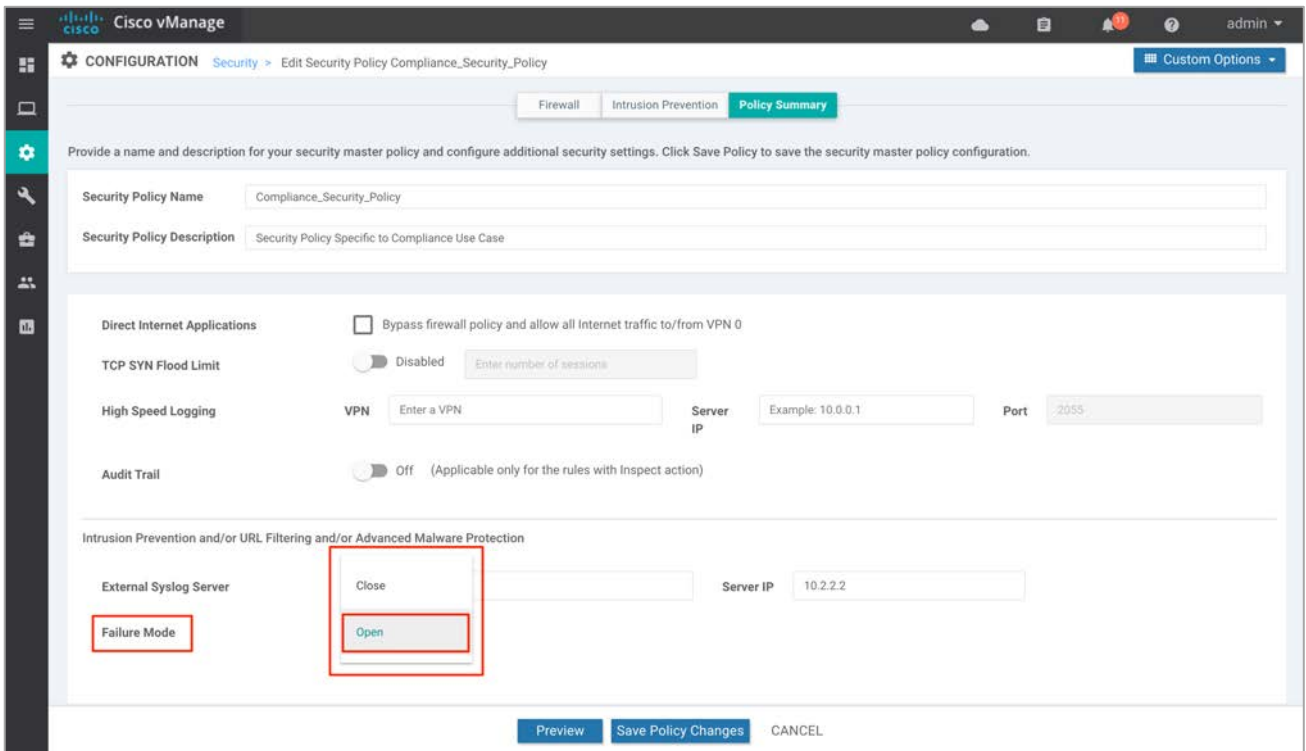 cisco Cisco vManage 11 admin
CONFIGURATION Security > Edit Security Policy Compliance_Security_Policy Custom Options
Firewall Intrusion Prevention Policy Summary
Provide a name and description for your security master policy and configure additional security settings. Click Save Policy to save the security master policy configuration.
Security Policy Name Compliance_Security_Policy
Security Policy Description Security Policy Specific to Compliance Use Case
Direct Internet Applications Bypass firewall policy and allow all Internet traffic to/from VPN 0
TCP SYN Flood Limit Disabled Enter number of sessions
High Speed Logging VPN Enter a VPN Server IP Example: 10.0.0.1 Port 2055
Audit Trail Off (Applicable only for the rules with Inspect action)
Intrusion Prevention and/or URL Filtering and/or Advanced Malware Protection
External Syslog Server Close Server IP 10.2.2.2
Failure Mode Open
Preview Save Policy Changes CANCEL